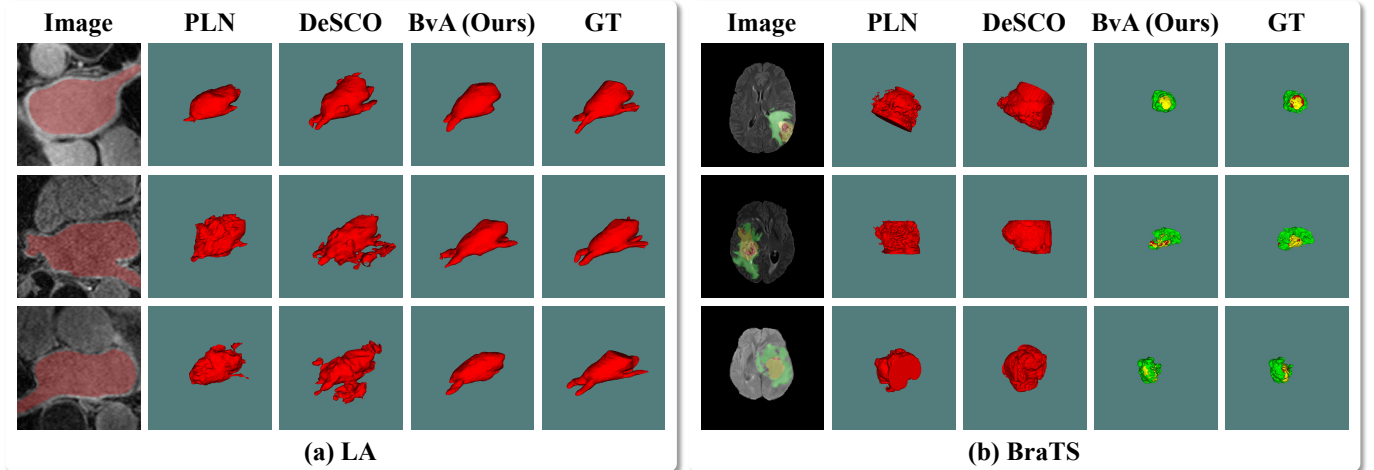 Image PLN DeSCO BvA (Ours) GT
(a) LA
Image PLN DeSCO BvA (Ours) GT
(b) BraTS